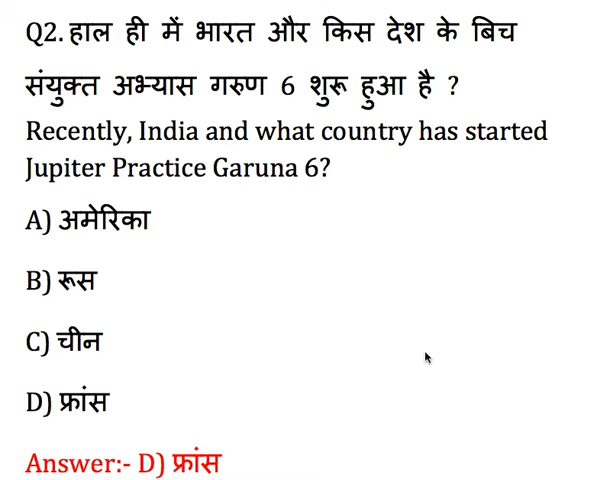 Q2. हाल ही में भारत और किस देश के बिच
संयुक्त अभ्यास गरुण 6 शुरू हुआ है ?
Recently, India and what country has started
Jupiter Practice Garuna 6?
A) अमेरिका
B) रूस
C) चीन
D) फ्रांस
Answer:- D) फ्रांस